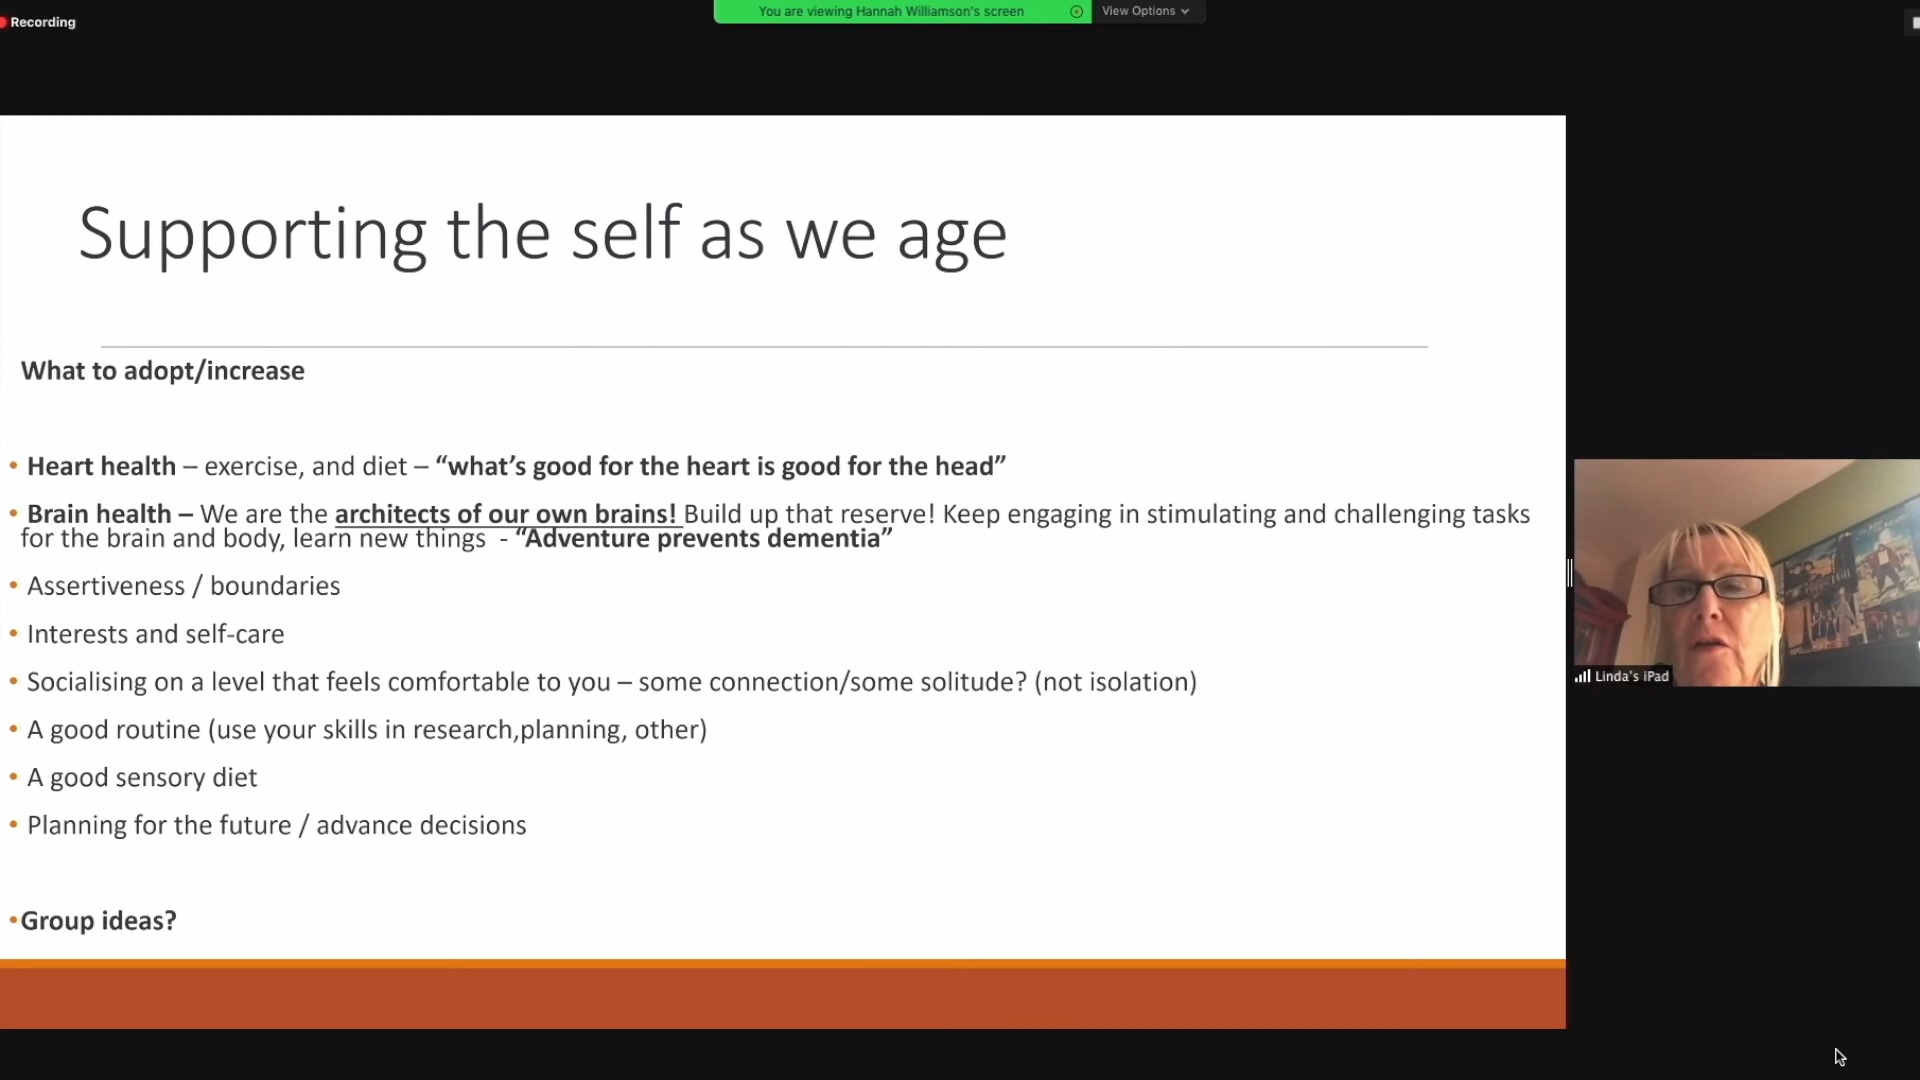 Recording
You are viewing Hannah Williamson's screen
View Options
Supporting the self as we age
What to adopt/increase
• Heart health – exercise, and diet – “what’s good for the heart is good for the head”
• Brain health – We are the architects of our own brains! Build up that reserve! Keep engaging in stimulating and challenging tasks
for the brain and body, learn new things - “Adventure prevents dementia”
• Assertiveness / boundaries
• Interests and self-care
• Socialising on a level that feels comfortable to you – some connection/some solitude? (not isolation)
• A good routine (use your skills in research,planning, other)
• A good sensory diet
• Planning for the future / advance decisions
•Group ideas?
Linda's iPad